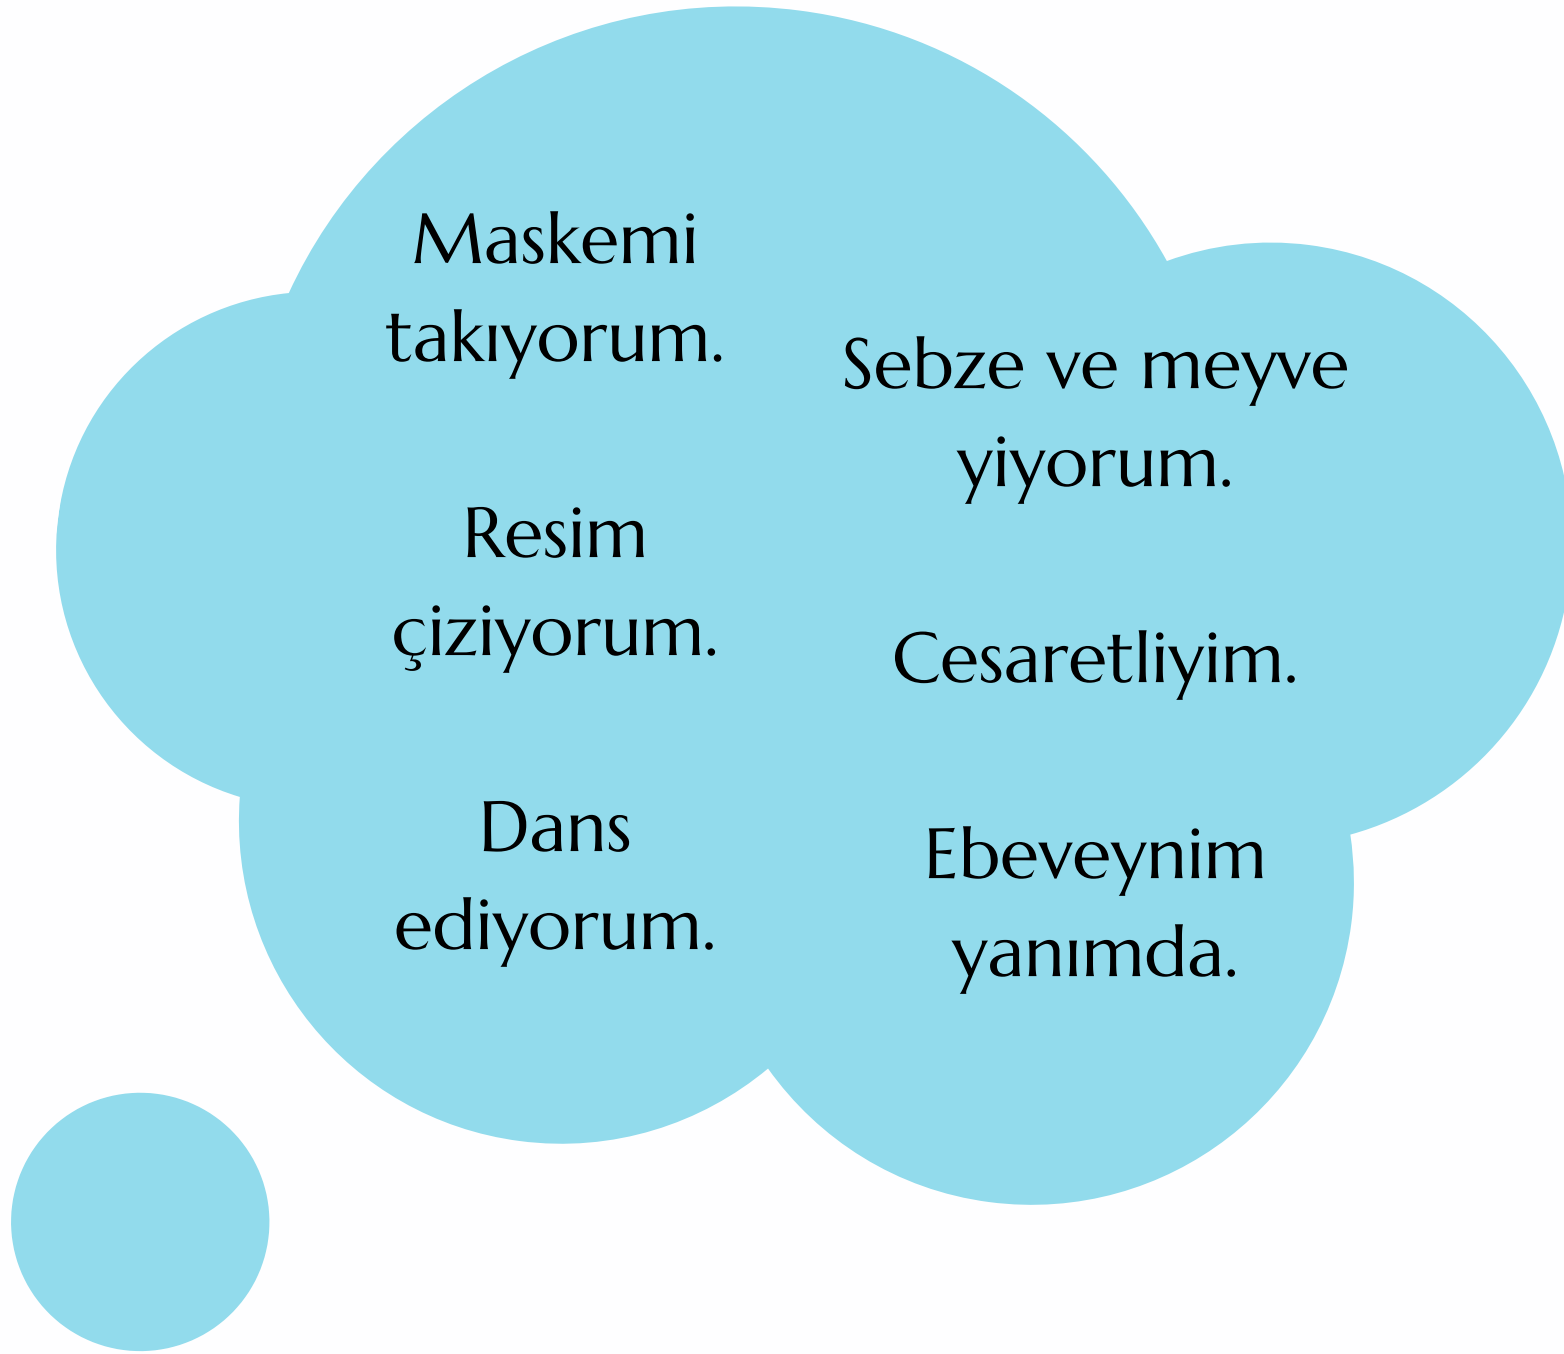 Maskemi
takıyorum.
Resim
çiziyorum.
Dans
ediyorum.
Sebze ve meyve
yiyorum.
Cesaretliyim.
Ebeveynim
yanımda.